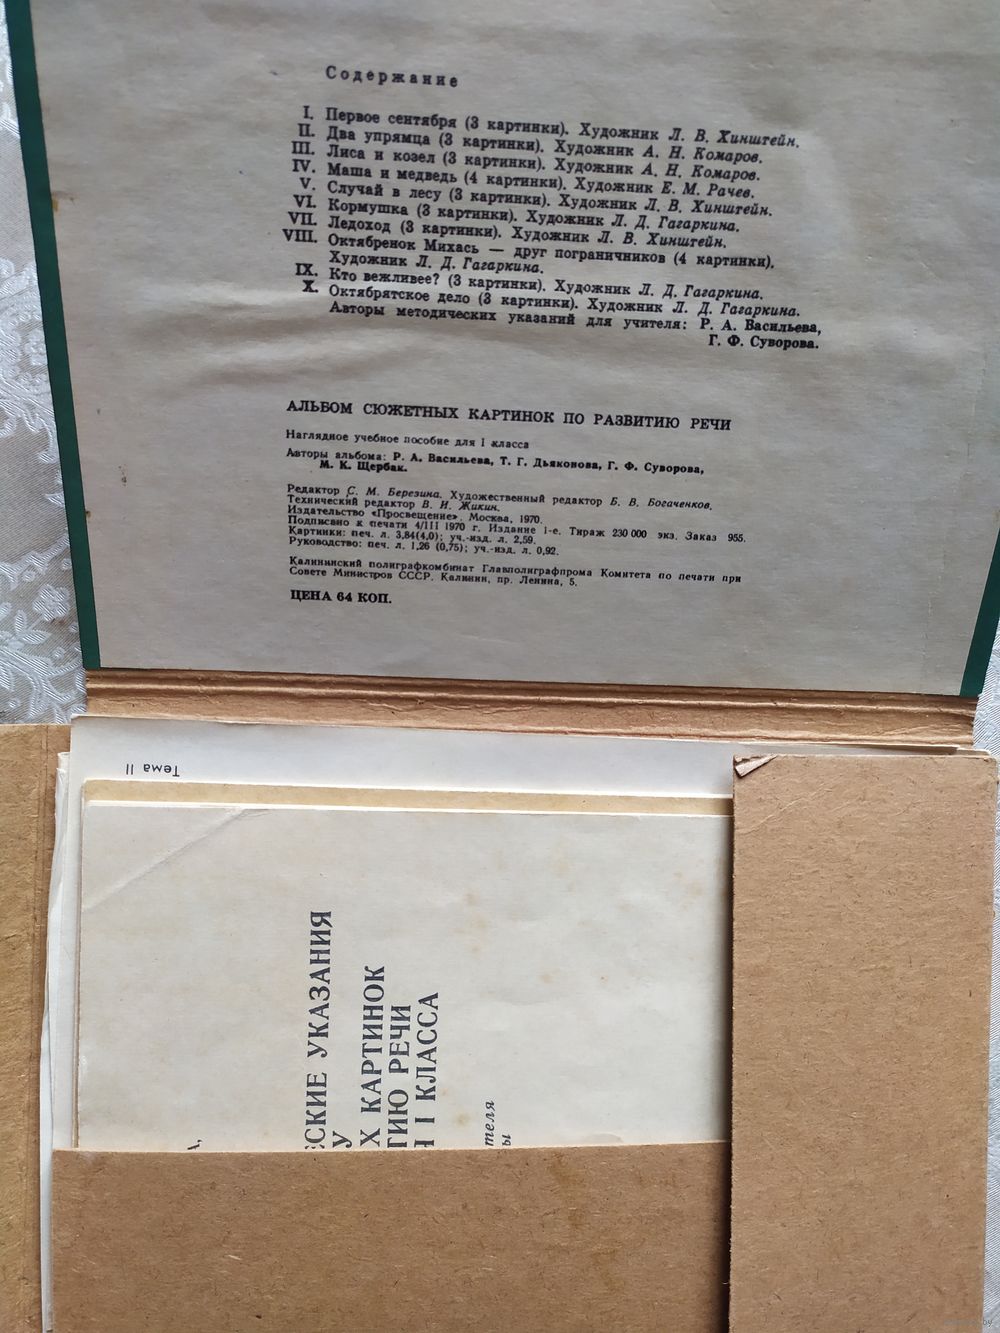 Содержание
I. Первое сентября (3 картинки). Художник Л. В. Хинштейн.
II. Два упрямца (3 картинки). Художник А. Н. Комаров.
III. Лиса и козел (3 картинки). Художник А. Н. Комаров.
IV. Маша и медведь (4 картинки). Художник Е. М. Рачев.
V. Случай в лесу (3 картинки). Художник Л. В. Хинштейн.
VI. Кормушка (3 картинки). Художник Л. Д. Гагаркина.
VII. Ледоход (3 картинки). Художник Л. В. Хинштейн.
VIII. Октябренок Михась — друг пограничников (4 картинки).
Художник Л. Д. Гагаркина.
IX. Кто вежливее? (3 картинки). Художник Л. Д. Гагаркина.
X. Октябрятское дело (3 картинки). Художник Л. Д. Гагаркина.
Авторы методических указаний для учителя: Р. А. Васильева,
Г. Ф. Суворова.
АЛЬБОМ СЮЖЕТНЫХ КАРТИНОК ПО РАЗВИТИЮ РЕЧИ
Наглядное учебное пособие для I класса
Авторы альбома: Р. А. Васильева, Т. Г. Дьяконова, Г. Ф. Суворова,
М. К. Щербак.
Редактор С. М. Березина. Художественный редактор Б. В. Богаченков.
Технический редактор В. И. Жикин.
Издательство «Просвещение», Москва, 1970.
Подписано к печати 4/III 1970 г. Издание 1-е. Тираж 230 000 экз. Заказ 955.
Картинки: печ. л. 3,84(4,0); уч.-изд. л. 2,59.
Руководство: печ. л. 1,26 (0,75); уч.-изд. л. 0,92.
Калининский полиграфкомбинат Главполиграфпрома Комитета по печати при
Совете Министров СССР. Калинин, пр. Ленина, 5.
ЦЕНА 64 КОП.
Тема II
СКИЕ УКАЗАНИЯ
У
Х КАРТИНОК
ТИЮ РЕЧИ
I КЛАССА
теля
ы